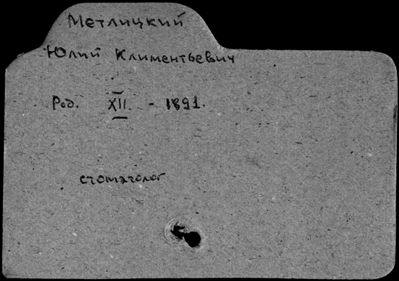 Метлицкий
Юлий Климентьевич
Род. XII. - 1891.
стоматолог